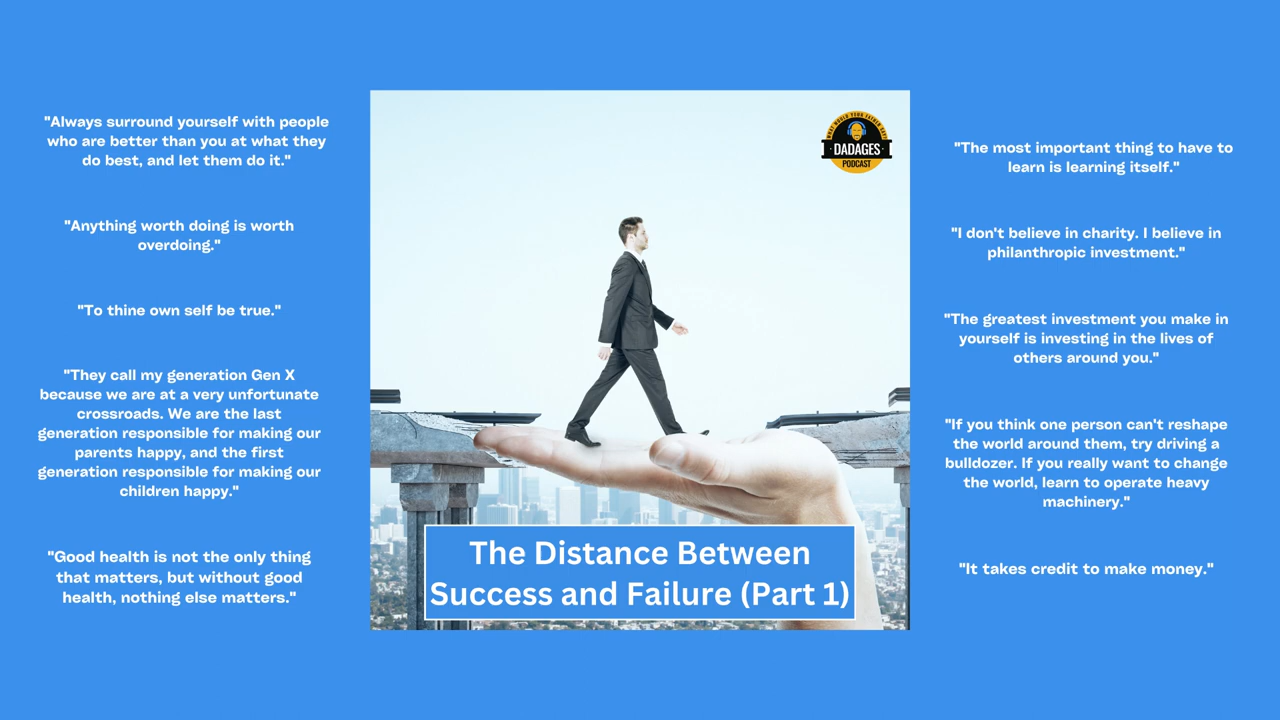 "Always surround yourself with people
who are better than you at what they
do best, and let them do it."
"Anything worth doing is worth
overdoing."
"To thine own self be true."
"They call my generation Gen X
because we are at a very unfortunate
crossroads. We are the last
generation responsible for making our
parents happy, and the first
generation responsible for making our
children happy."
"Good health is not the only thing
that matters, but without good
health, nothing else matters."
WHAT WOULD YOUR FATHER SAY?
DADAGES
PODCAST
The Distance Between
Success and Failure (Part 1)
"The most important thing to have to
learn is learning itself."
"I don't believe in charity. I believe in
philanthropic investment."
"The greatest investment you make in
yourself is investing in the lives of
others around you."
"If you think one person can't reshape
the world around them, try driving a
bulldozer. If you really want to change
the world, learn to operate heavy
machinery."
"It takes credit to make money."